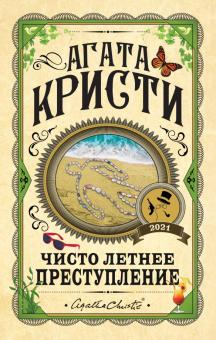 АГАТА
КРИСТИ
2021
ЧИСТО ЛЕТНЕЕ
ПРЕСТУПЛЕНИЕ
Agatha Christie®